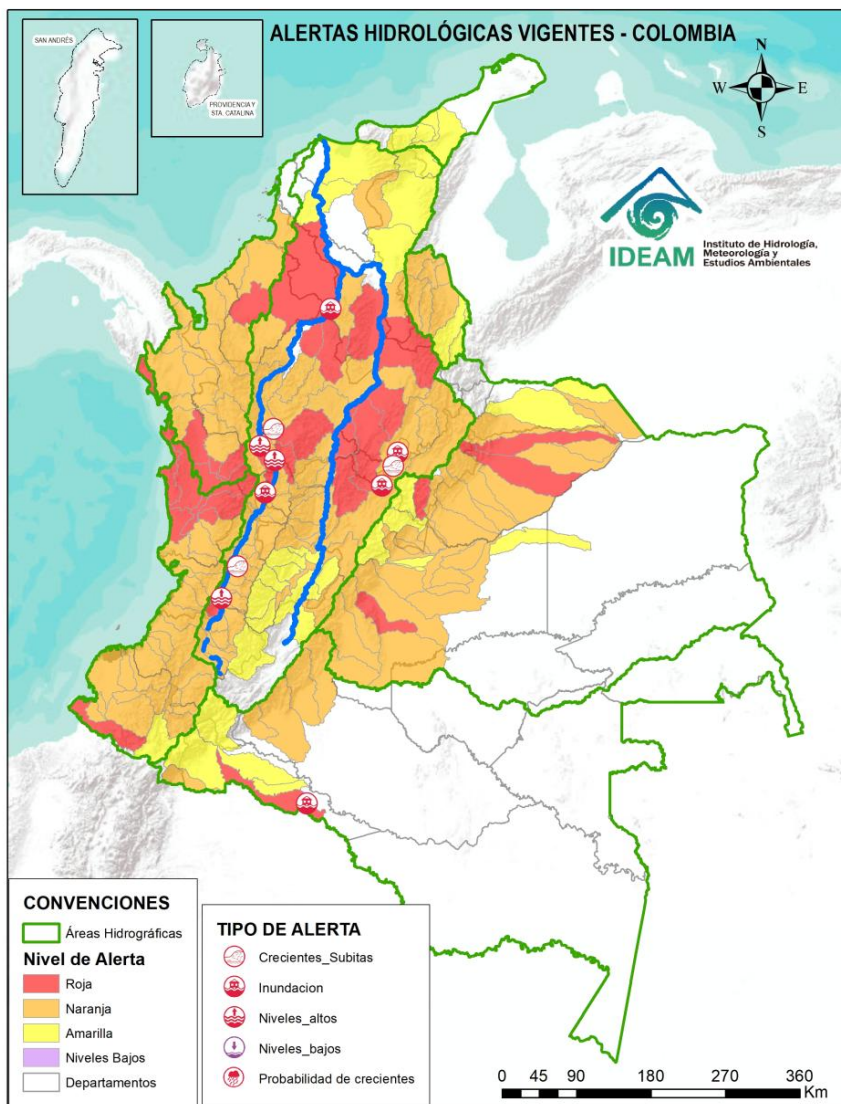 ALERTAS HIDROLÓGICAS VIGENTES - COLOMBIA
SAN ANDRÉS
PROVIDENCIA Y
STA. CATALINA
N
W E
S
IDEAM
Instituto de Hidrología,
Meteorología y
Estudios Ambientales
CONVENCIONES
Áreas Hidrográficas
Nivel de Alerta
Roja
Naranja
Amarilla
Niveles Bajos
Departamentos
TIPO DE ALERTA
Crecientes_Subitas
Inundacion
Niveles_altos
Niveles_bajos
Probabilidad de crecientes
0 45 90 180 270 360
Km